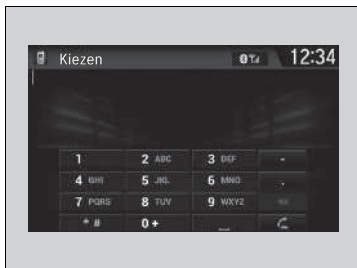 Kiezen 12:34
1 2 ABC 3 DEF -
4 GHI 5 JKL 6 MNO .
7 PQRS 8 TUV 9 WXYZ
* # 0 +